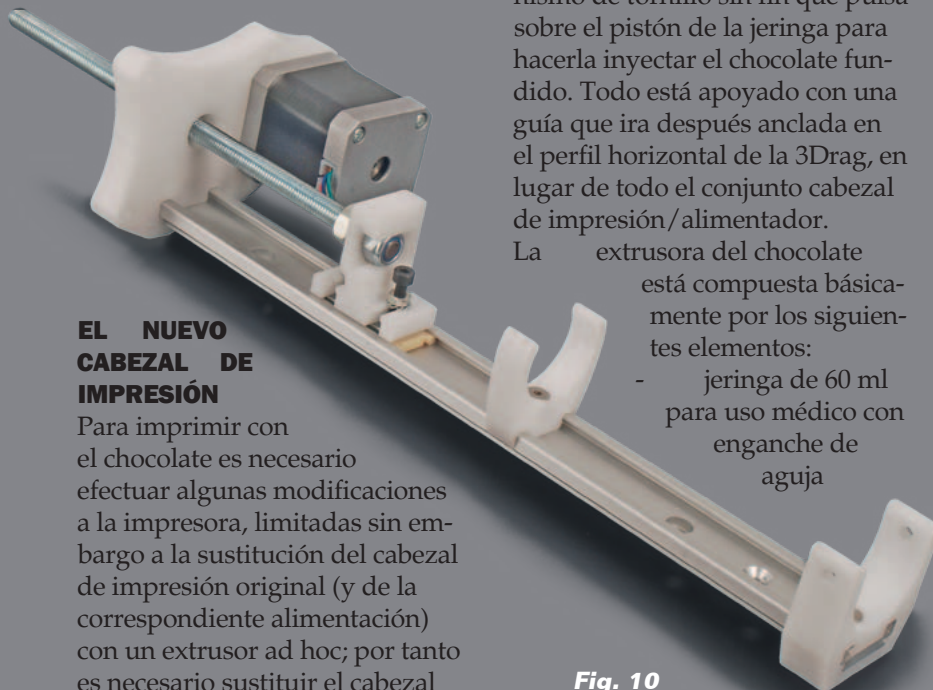 EL NUEVO
CABEZAL DE
IMPRESIÓN
Para imprimir con
el chocolate es necesario
efectuar algunas modificaciones
a la impresora, limitadas sin em-
bargo a la sustitución del cabezal
de impresión original (y de la
correspondiente alimentación)
con un extrusor ad hoc; por tanto
es necesario sustituir el cabezal
nismo de tornillo sin fin que pulsa
sobre el pistón de la jeringa para
hacerla inyectar el chocolate fun-
dido. Todo está apoyado con una
guía que ira después anclada en
el perfil horizontal de la 3Drag, en
lugar de todo el conjunto cabezal
de impresión/alimentador.
La extrusora del chocolate
está compuesta básica-
mente por los siguien-
tes elementos:
- jeringa de 60 ml
para uso médico con
enganche de
aguja
Fig. 10